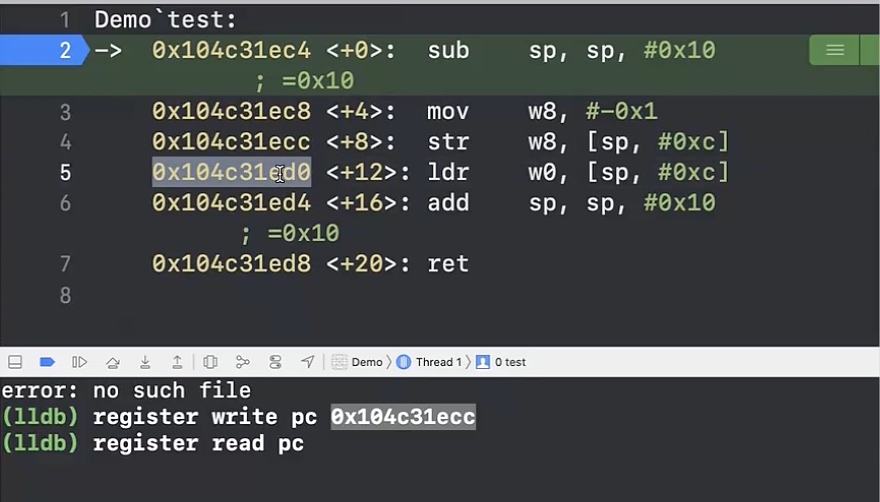 1 Demo`test:
2 -> 0x104c31ec4 <+0>: sub sp, sp, #0x10
; =0x10
3 0x104c31ec8 <+4>: mov w8, #-0x1
4 0x104c31ecc <+8>: str w8, [sp, #0xc]
5 0x104c31ed0 <+12>: ldr w0, [sp, #0xc]
6 0x104c31ed4 <+16>: add sp, sp, #0x10
; =0x10
7 0x104c31ed8 <+20>: ret
8
Demo Thread 1 0 test
error: no such file
(lldb) register write pc 0x104c31ecc
(lldb) register read pc